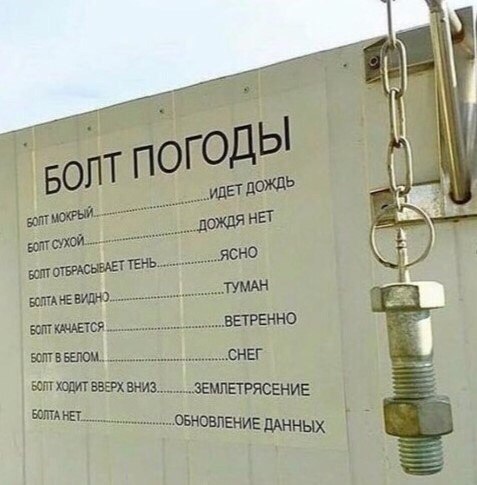 БОЛТ ПОГОДЫ
БОЛТ МОКРЫЙ......................ИДЕТ ДОЖДЬ
БОЛТ СУХОЙ......................ДОЖДЯ НЕТ
БОЛТ ОТБРАСЫВАЕТ ТЕНЬ.............ЯСНО
БОЛТА НЕ ВИДНО......................ТУМАН
БОЛТ КАЧАЕТСЯ......................ВЕТРЕННО
БОЛТ В БЕЛОМ.........................СНЕГ
БОЛТ ХОДИТ ВВЕРХ ВНИЗ........ЗЕМЛЕТРЯСЕНИЕ
БОЛТА НЕТ....................ОБНОВЛЕНИЕ ДАННЫХ